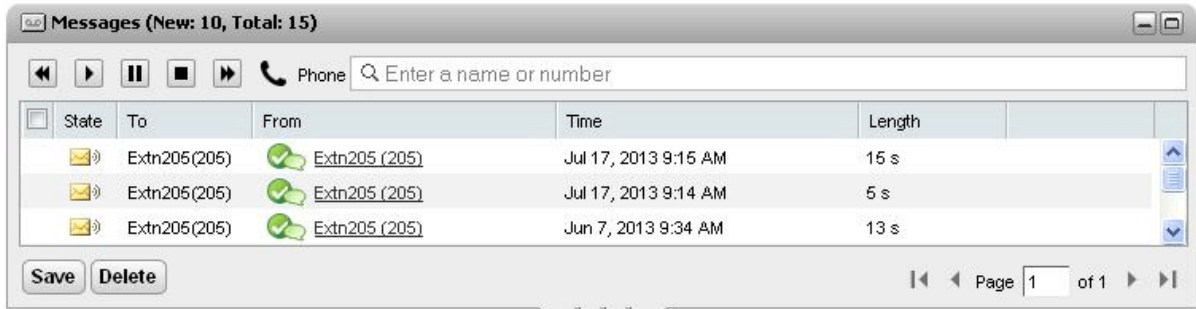 Messages (New: 10, Total: 15)
Phone Enter a name or number
State To From Time Length
Extn205(205) Extn205 (205) Jul 17, 2013 9:15 AM 15 s
Extn205(205) Extn205 (205) Jul 17, 2013 9:14 AM 5 s
Extn205(205) Extn205 (205) Jun 7, 2013 9:34 AM 13 s
Save Delete Page 1 of 1